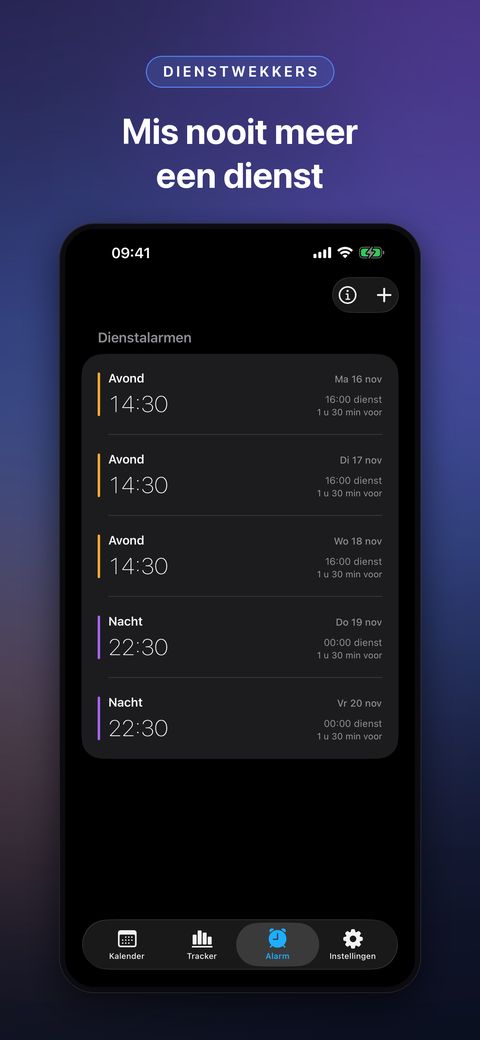 DIENSTWEKKERS
Mis nooit meer
een dienst
09:41
Dienstalarmen
Avond
Ma 16 nov
14:30
16:00 dienst
1 u 30 min voor
Avond
Di 17 nov
14:30
16:00 dienst
1 u 30 min voor
Avond
Wo 18 nov
14:30
16:00 dienst
1 u 30 min voor
Nacht
Do 19 nov
22:30
00:00 dienst
1 u 30 min voor
Nacht
Vr 20 nov
22:30
00:00 dienst
1 u 30 min voor
Kalender
Tracker
Alarm
Instellingen